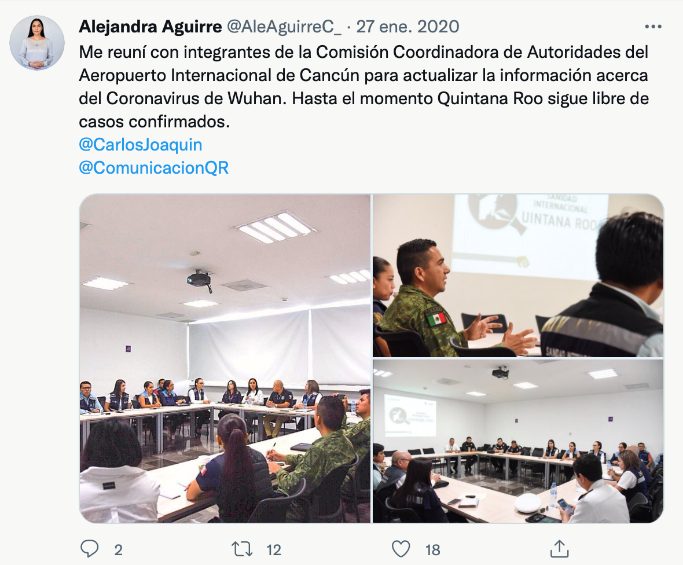 Alejandra Aguirre @AleAguirreC_ · 27 ene. 2020
Me reuní con integrantes de la Comisión Coordinadora de Autoridades del
Aeropuerto Internacional de Cancún para actualizar la información acerca
del Coronavirus de Wuhan. Hasta el momento Quintana Roo sigue libre de
casos confirmados.
@CarlosJoaquin
@ComunicacionQR
SANIDAD
INTERNACIONAL
UINTANA ROO
2 12 18